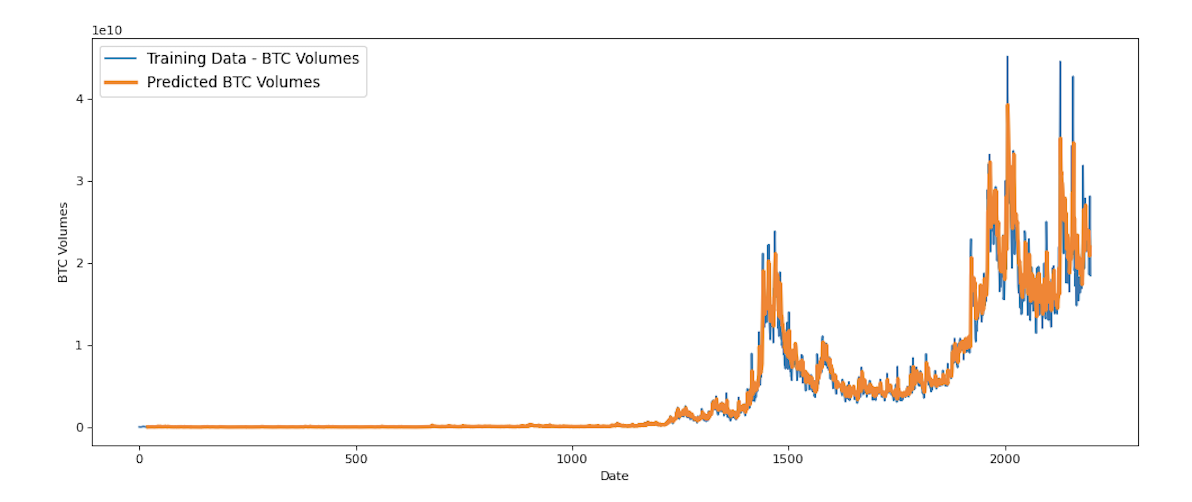 1e10
Training Data - BTC Volumes
Predicted BTC Volumes
4
3
2
1
0
BTC Volumes
0 500 1000 1500 2000
Date